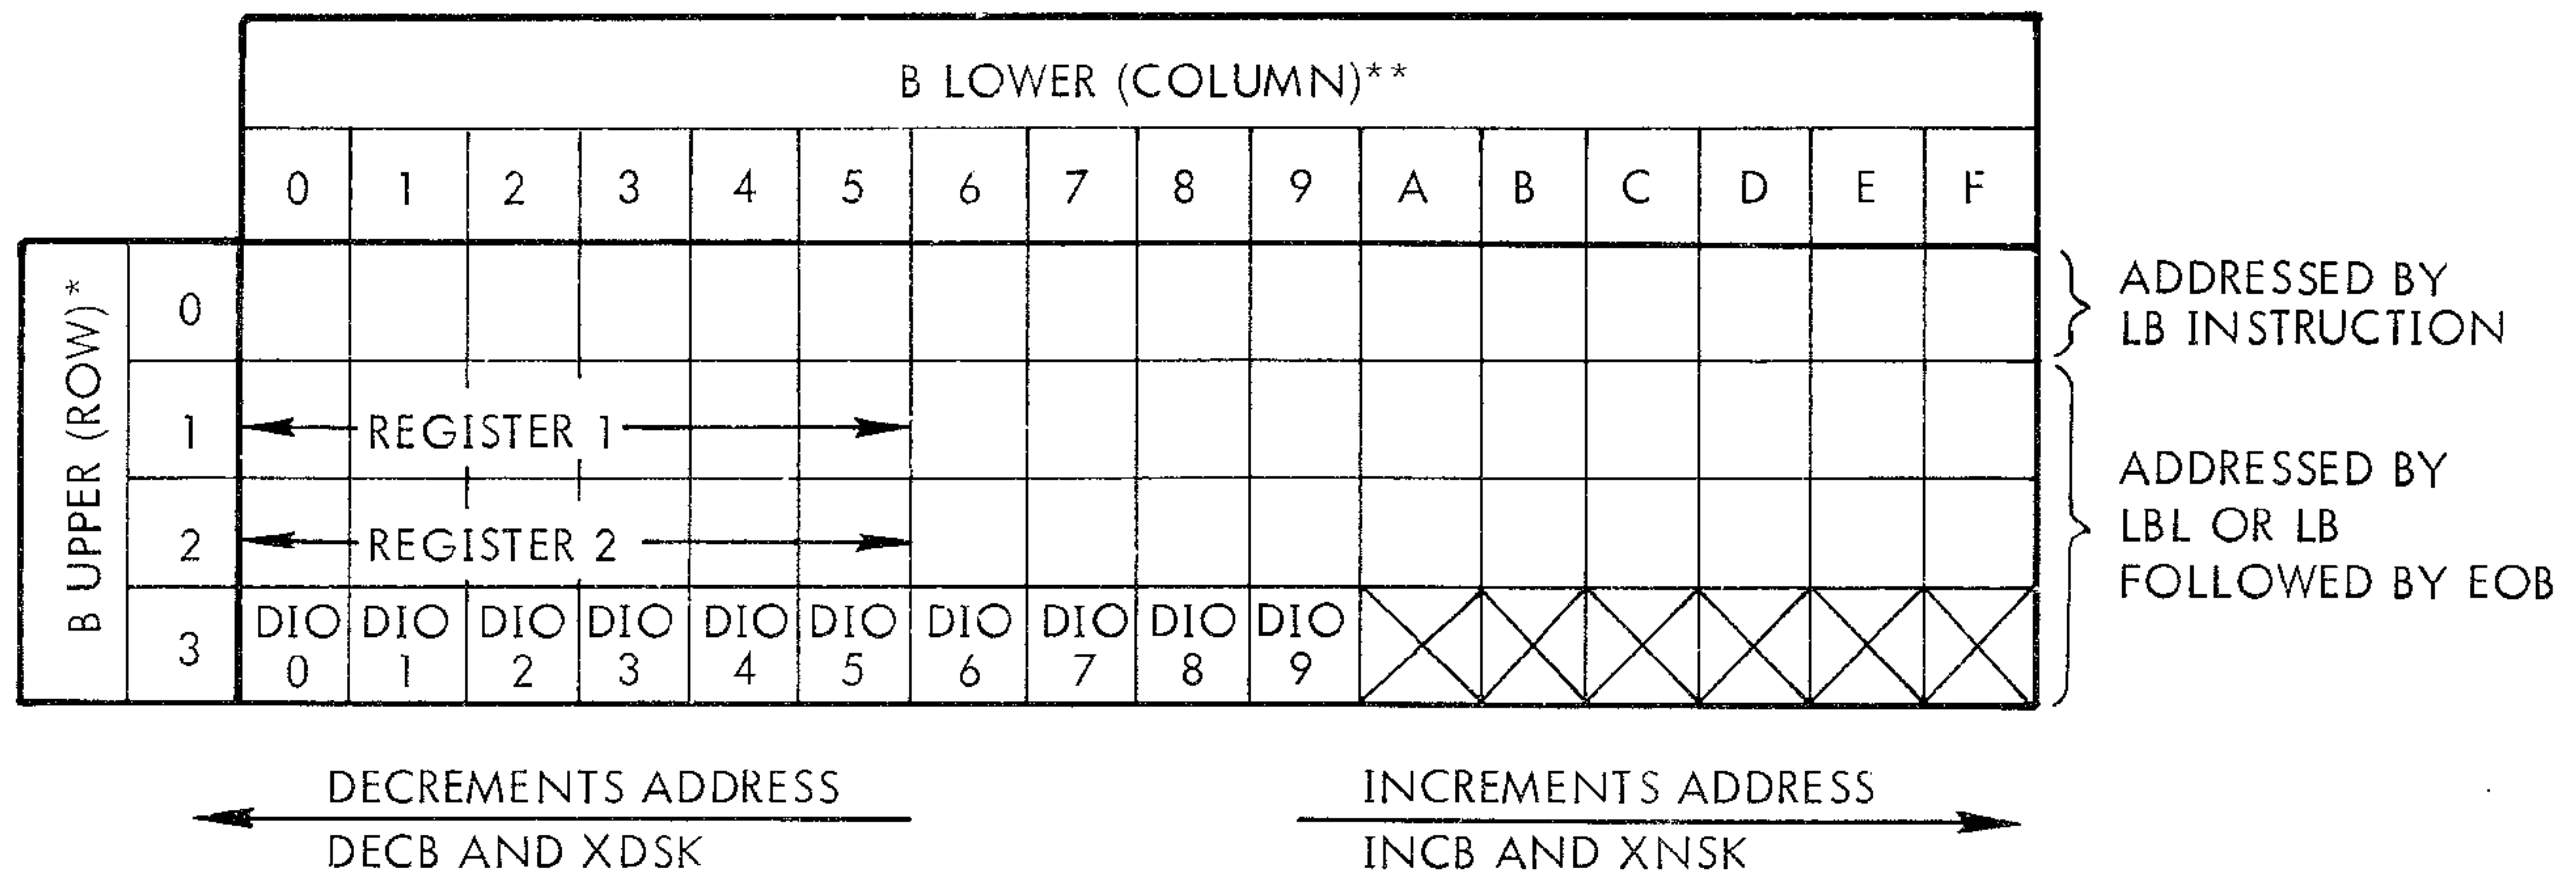 B LOWER (COLUMN)**
0 1 2 3 4 5 6 7 8 9 A B C D E F
B UPPER (ROW)*
0
1 REGISTER 1
2 REGISTER 2
3 DIO DIO DIO DIO DIO DIO DIO DIO DIO DIO
0 1 2 3 4 5 6 7 8 9
ADDRESSED BY
LB INSTRUCTION
ADDRESSED BY
LBL OR LB
FOLLOWED BY EOB
DECREMENTS ADDRESS
DECB AND XDSK
INCREMENTS ADDRESS
INCB AND XNSK